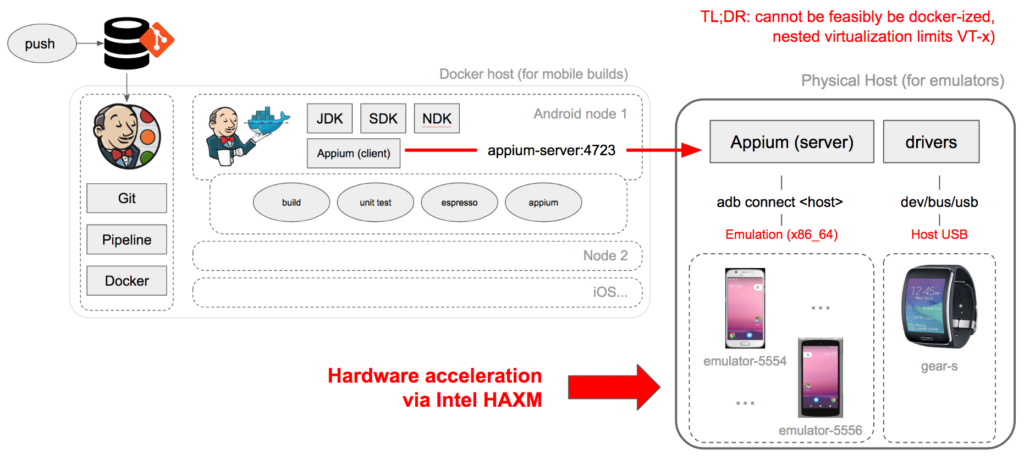 TL;DR: cannot be feasibly be docker-ized,
nested virtualization limits VT-x)
push
Docker host (for mobile builds)
Physical Host (for emulators)
Android node 1
JDK
SDK
NDK
Appium (client)
appium-server:4723
Appium (server)
drivers
Git
Pipeline
Docker
build
unit test
espresso
appium
Node 2
iOS...
adb connect <host>
dev/bus/usb
Emulation (x86_64)
Host USB
...
emulator-5554
...
emulator-5556
12:45
gear-s
Hardware acceleration
via Intel HAXM